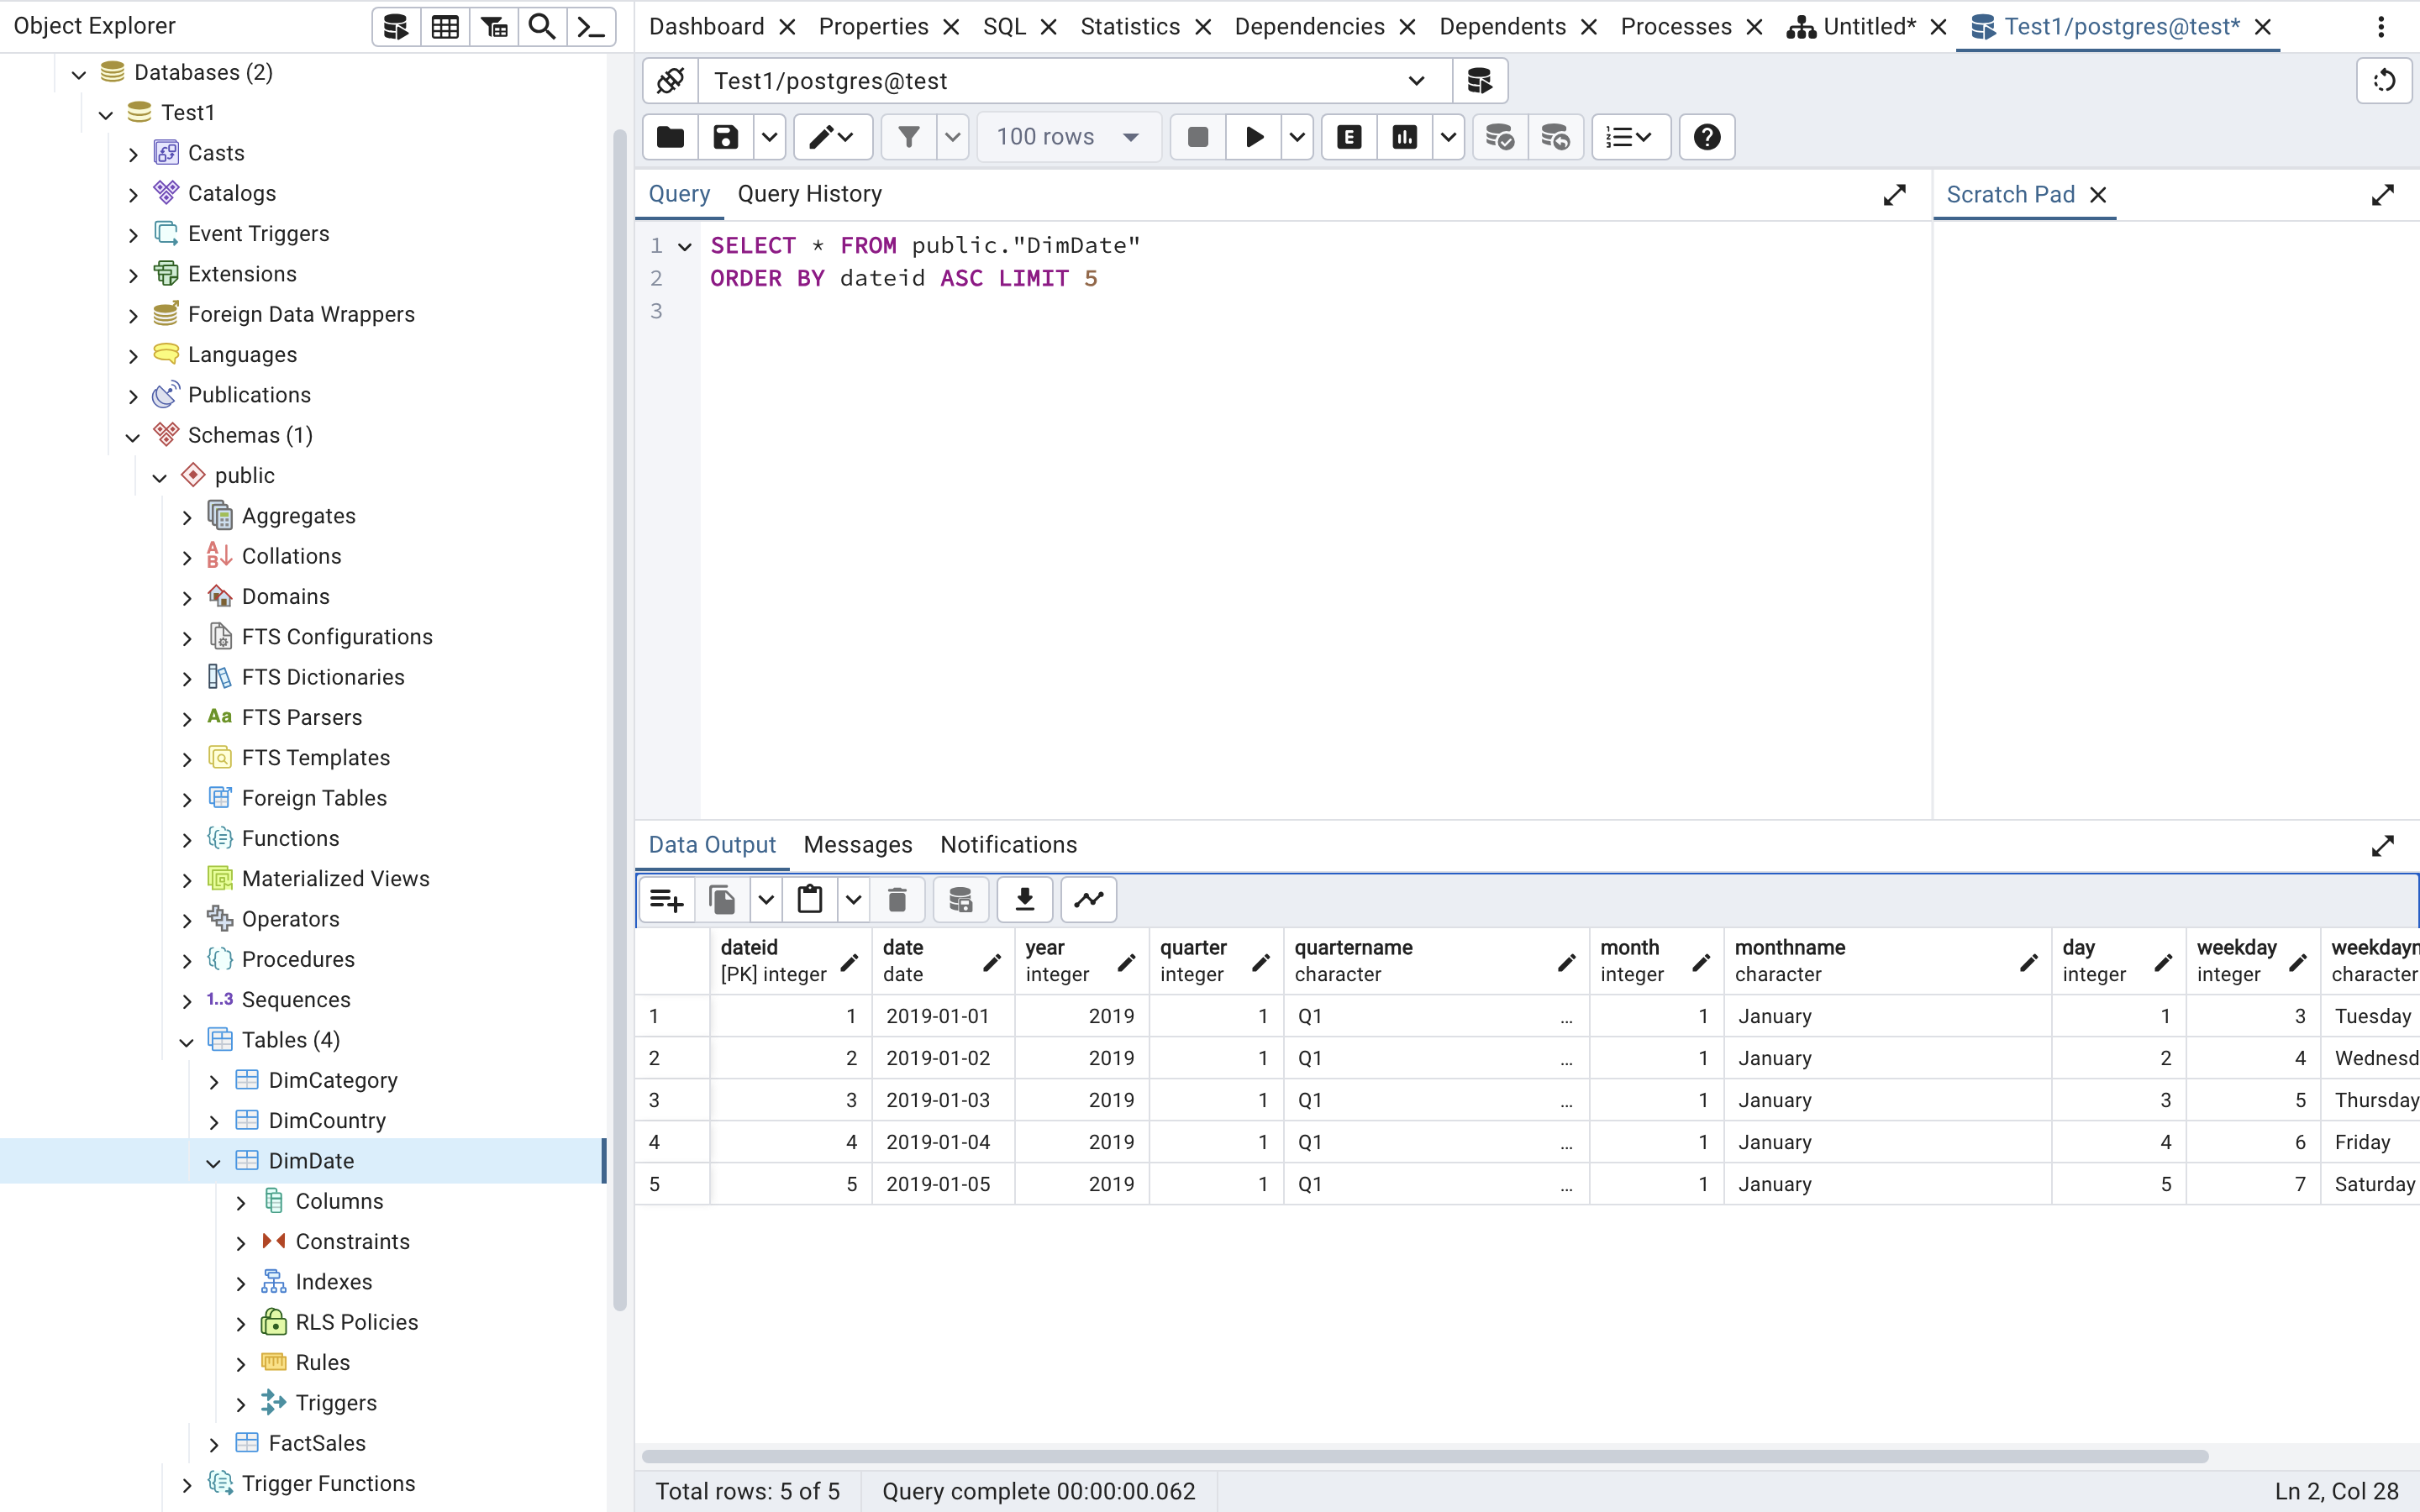 Object Explorer
Dashboard Properties SQL Statistics Dependencies Dependents Processes Untitled* Test1/postgres@test*
Databases (2)
Test1
Casts
Catalogs
Event Triggers
Extensions
Foreign Data Wrappers
Languages
Publications
Schemas (1)
public
Aggregates
Collations
Domains
FTS Configurations
FTS Dictionaries
Aa FTS Parsers
FTS Templates
Foreign Tables
Functions
Materialized Views
Operators
Procedures
1..3 Sequences
Tables (4)
DimCategory
DimCountry
DimDate
Columns
Constraints
Indexes
RLS Policies
Rules
Triggers
FactSales
Trigger Functions
Test1/postgres@test
100 rows E
Query Query History
Scratch Pad
1 SELECT * FROM public."DimDate"
2 ORDER BY dateid ASC LIMIT 5
3
Data Output Messages Notifications
dateid date year quarter quartername month monthname day weekday weekdayn
[PK] integer date integer integer character integer character integer integer character
1 1 2019-01-01 2019 1 Q1 ... 1 January 1 3 Tuesday
2 2 2019-01-02 2019 1 Q1 ... 1 January 2 4 Wednesd
3 3 2019-01-03 2019 1 Q1 ... 1 January 3 5 Thursday
4 4 2019-01-04 2019 1 Q1 ... 1 January 4 6 Friday
5 5 2019-01-05 2019 1 Q1 ... 1 January 5 7 Saturday
Total rows: 5 of 5 Query complete 00:00:00.062 Ln 2, Col 28